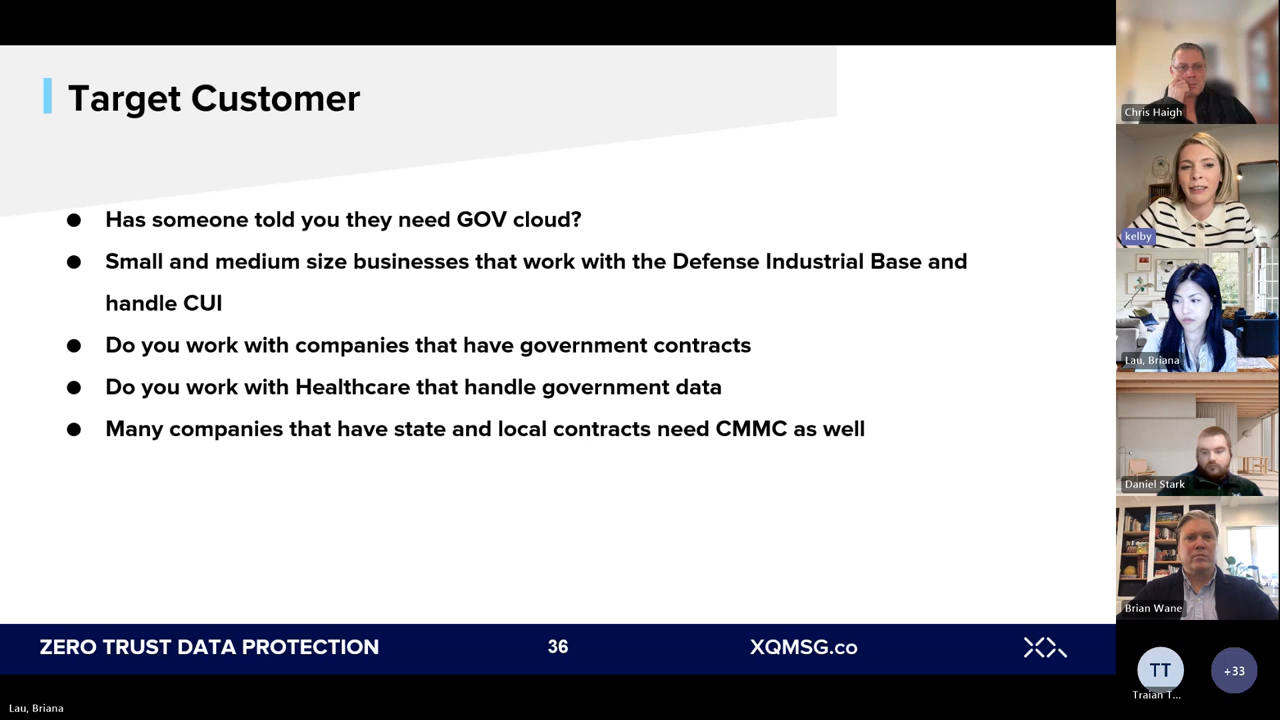 Target Customer
● Has someone told you they need GOV cloud?
● Small and medium size businesses that work with the Defense Industrial Base and
handle CUI
● Do you work with companies that have government contracts
● Do you work with Healthcare that handle government data
● Many companies that have state and local contracts need CMMC as well
ZERO TRUST DATA PROTECTION
36
XQMSG.co
Lau, Briana
Chris Haigh
kelby
Lau, Briana
Daniel Stark
Brian Wane
TT
Traian T...
+33